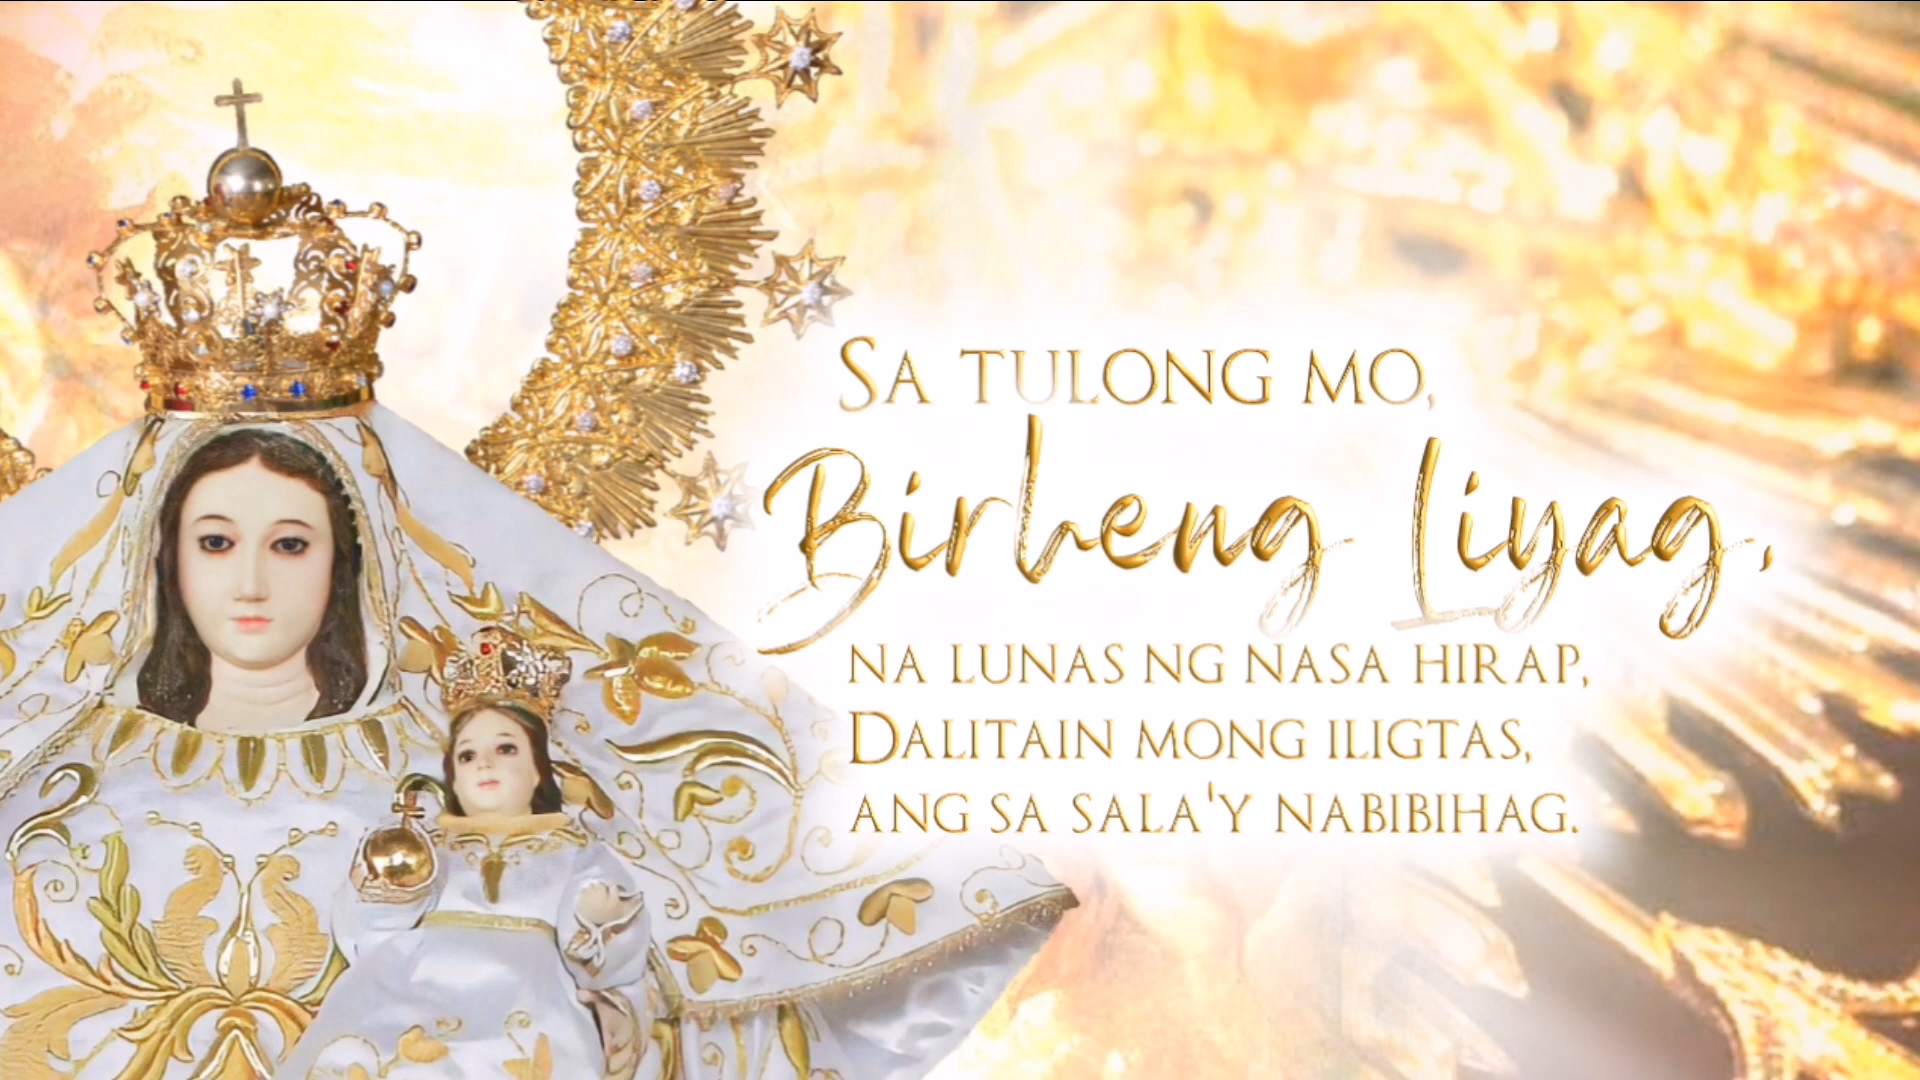 Sa tulong mo,
Birheng Liyag,
na lunas ng nasa hirap,
Dalitain mong iligtas,
ang sa sala'y nabibihag.